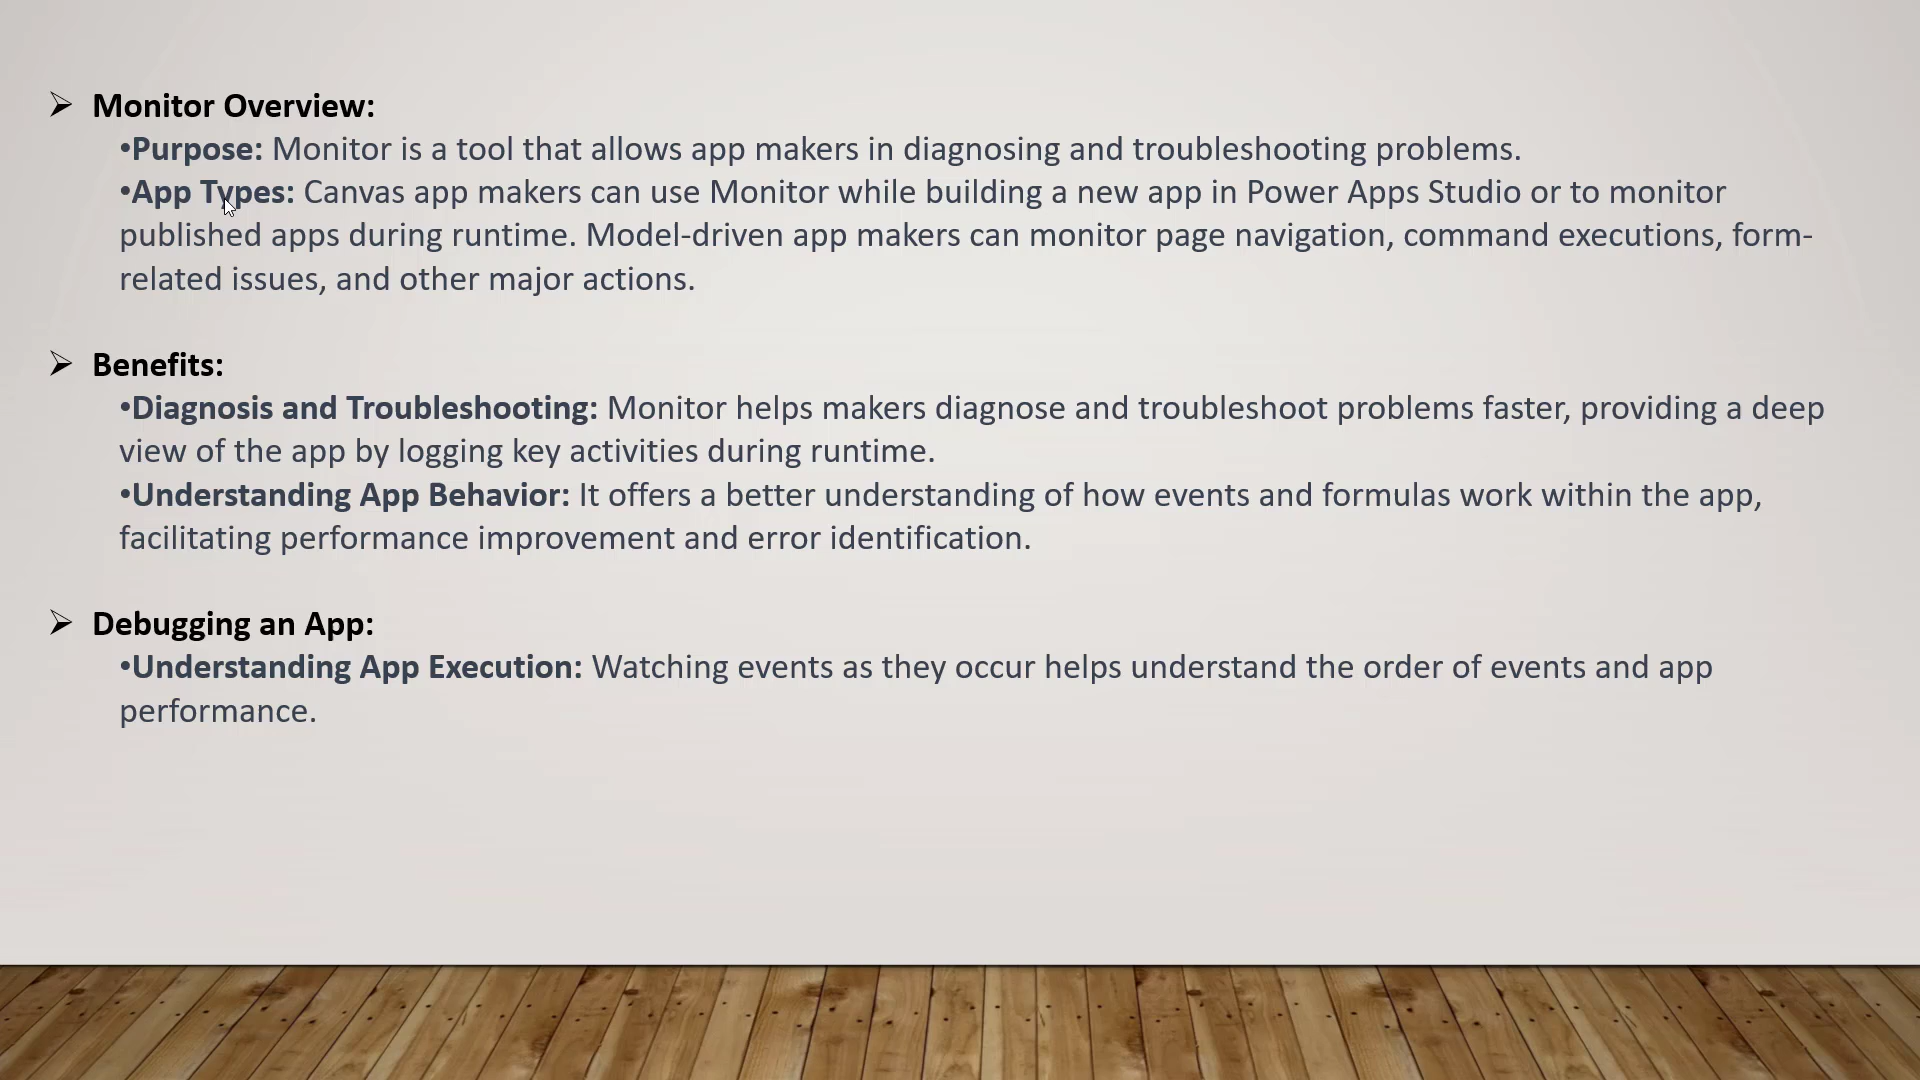 ➢ Monitor Overview:
•Purpose: Monitor is a tool that allows app makers in diagnosing and troubleshooting problems.
•App Types: Canvas app makers can use Monitor while building a new app in Power Apps Studio or to monitor
published apps during runtime. Model-driven app makers can monitor page navigation, command executions, form-
related issues, and other major actions.
➢ Benefits:
•Diagnosis and Troubleshooting: Monitor helps makers diagnose and troubleshoot problems faster, providing a deep
view of the app by logging key activities during runtime.
•Understanding App Behavior: It offers a better understanding of how events and formulas work within the app,
facilitating performance improvement and error identification.
➢ Debugging an App:
•Understanding App Execution: Watching events as they occur helps understand the order of events and app
performance.